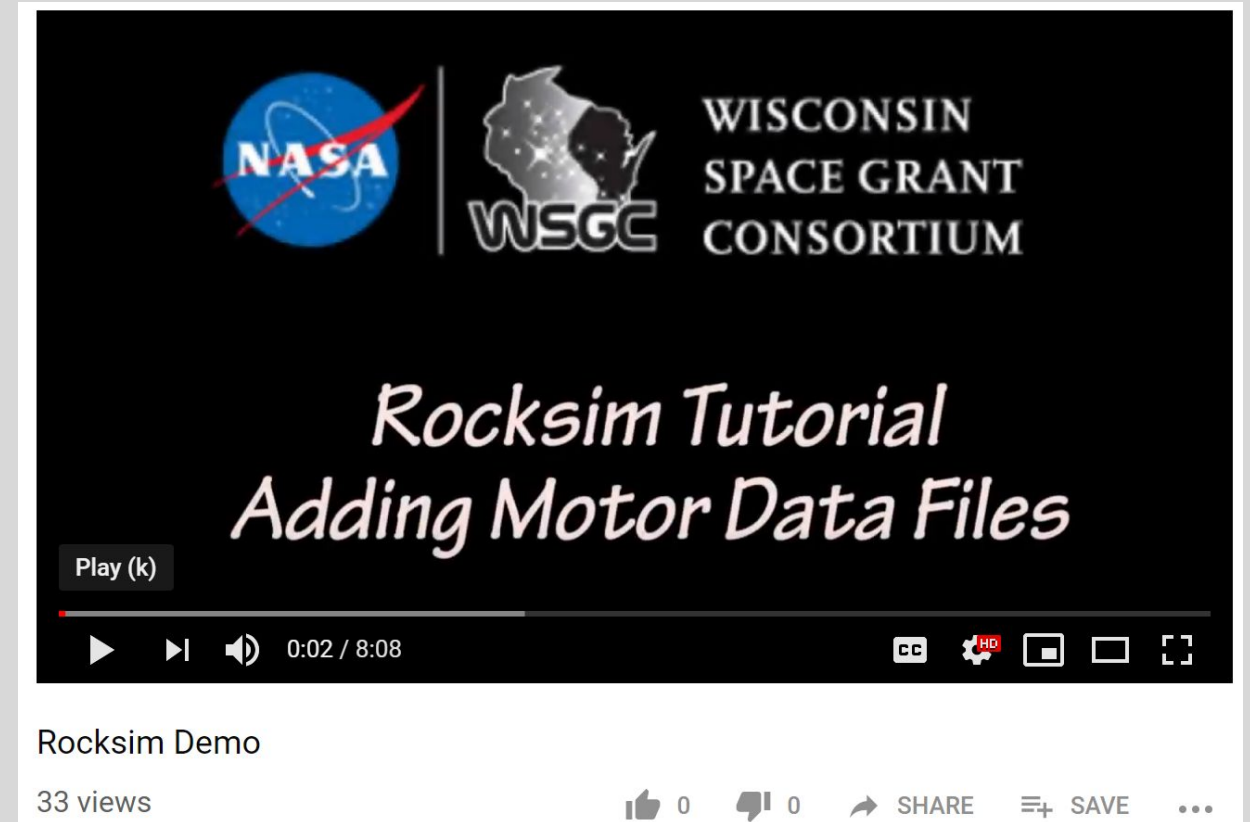 NASA
WSGC
WISCONSIN
SPACE GRANT
CONSORTIUM
Rocksim Tutorial
Adding Motor Data Files
Play (k)
0:02 / 8:08
CC
HD
Rocksim Demo
33 views
0
0
SHARE
SAVE